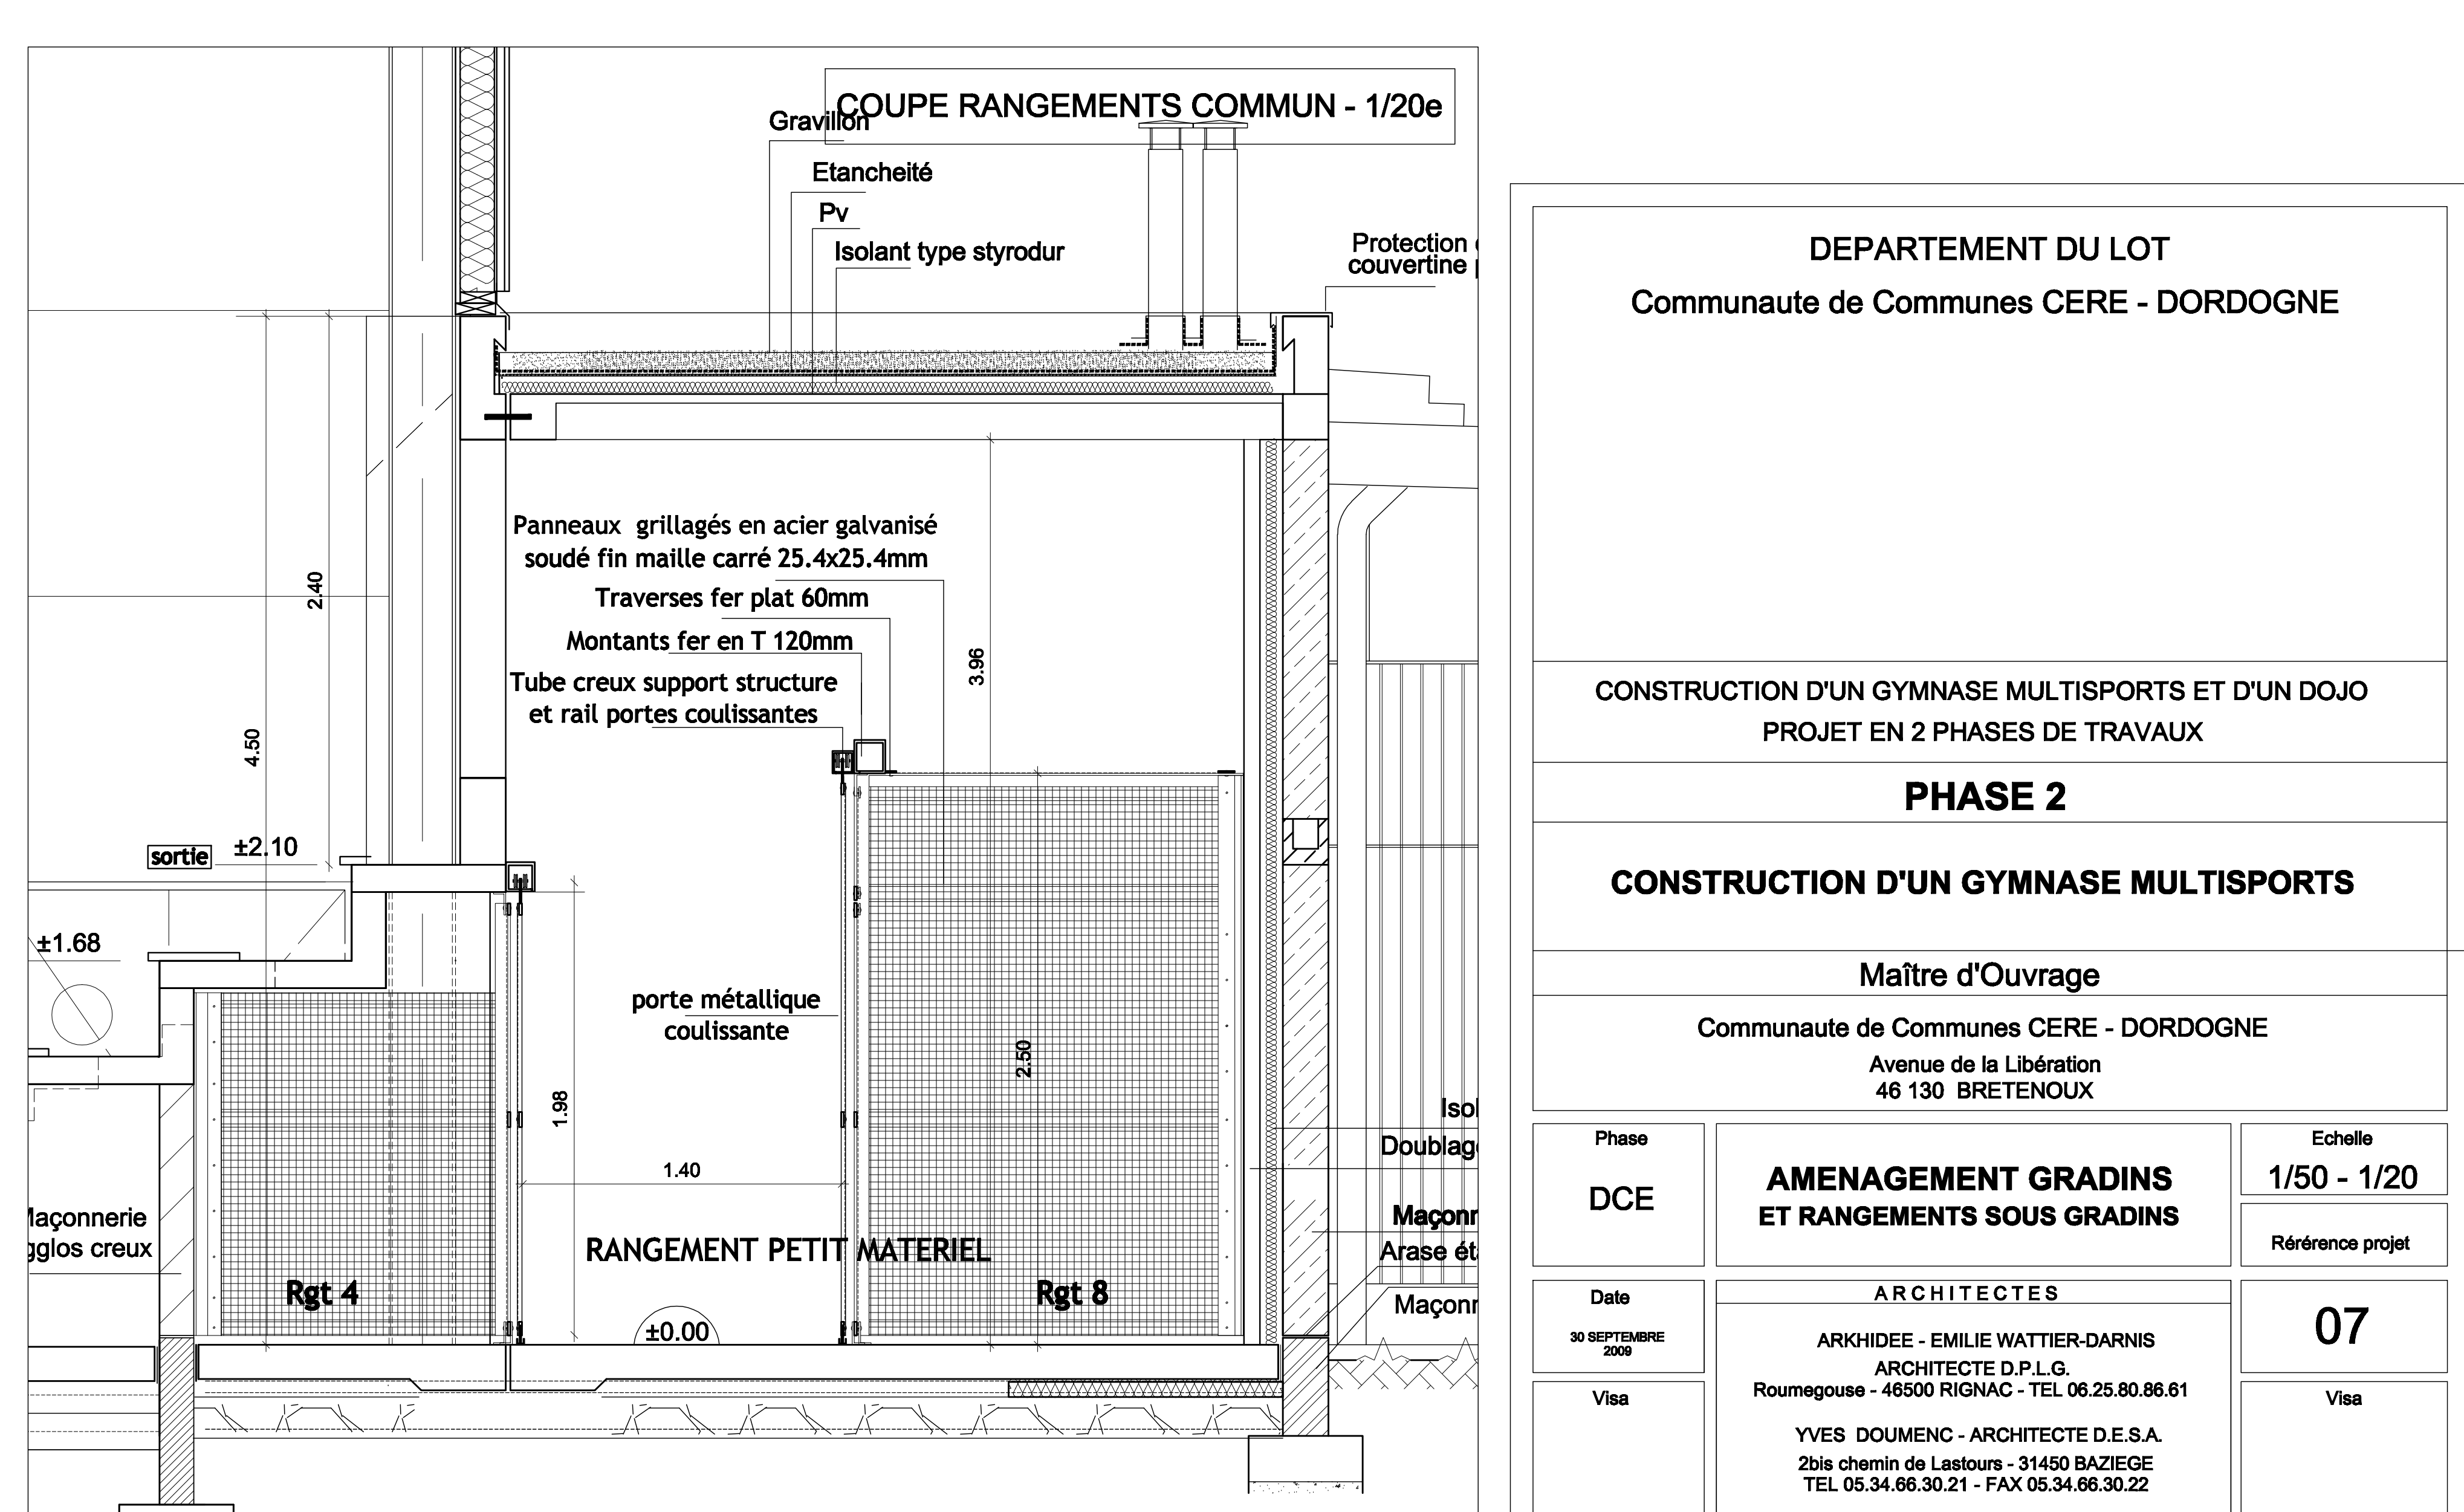 COUPE RANGEMENTS COMMUN - 1/20e
Gravillon
Etancheité
Pv
Isolant type styrodur
Protection
couvertine
Panneaux grillagés en acier galvanisé
soudé fin maille carré 25.4x25.4mm
Traverses fer plat 60mm
Montants fer en T 120mm
Tube creux support structure
et rail portes coulissantes
2.40
3.96
4.50
sortie
±2.10
±1.68
porte métallique
coulissante
2.50
1.98
1.40
Isol
Doublag
Maçonr
Arase ét
Maçonr
açonnerie
gglos creux
RANGEMENT PETIT MATERIEL
Rgt 4
Rgt 8
±0.00
DEPARTEMENT DU LOT
Communaute de Communes CERE - DORDOGNE
CONSTRUCTION D'UN GYMNASE MULTISPORTS ET D'UN DOJO
PROJET EN 2 PHASES DE TRAVAUX
PHASE 2
CONSTRUCTION D'UN GYMNASE MULTISPORTS
Maître d'Ouvrage
Communaute de Communes CERE - DORDOGNE
Avenue de la Libération
46 130 BRETENOUX
Phase
DCE
AMENAGEMENT GRADINS
ET RANGEMENTS SOUS GRADINS
Echelle
1/50 - 1/20
Rérérence projet
07
Date
30 SEPTEMBRE
2009
Visa
ARCHITECTES
ARKHIDEE - EMILIE WATTIER-DARNIS
ARCHITECTE D.P.L.G.
Roumegouse - 46500 RIGNAC - TEL 06.25.80.86.61
YVES DOUMENC - ARCHITECTE D.E.S.A.
2bis chemin de Lastours - 31450 BAZIEGE
TEL 05.34.66.30.21 - FAX 05.34.66.30.22
Visa